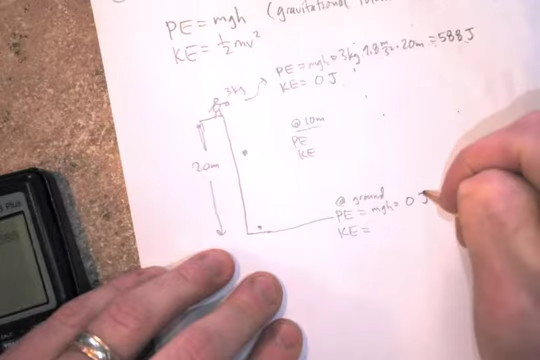 PE = mgh (gravitational
KE = ½mv²
3kg
PE = mgh = 3kg · 9.8 m/s² · 20m = 588J
KE = 0 J
@ 10m
PE
KE
20m
@ ground
PE = mgh = 0 J
KE =